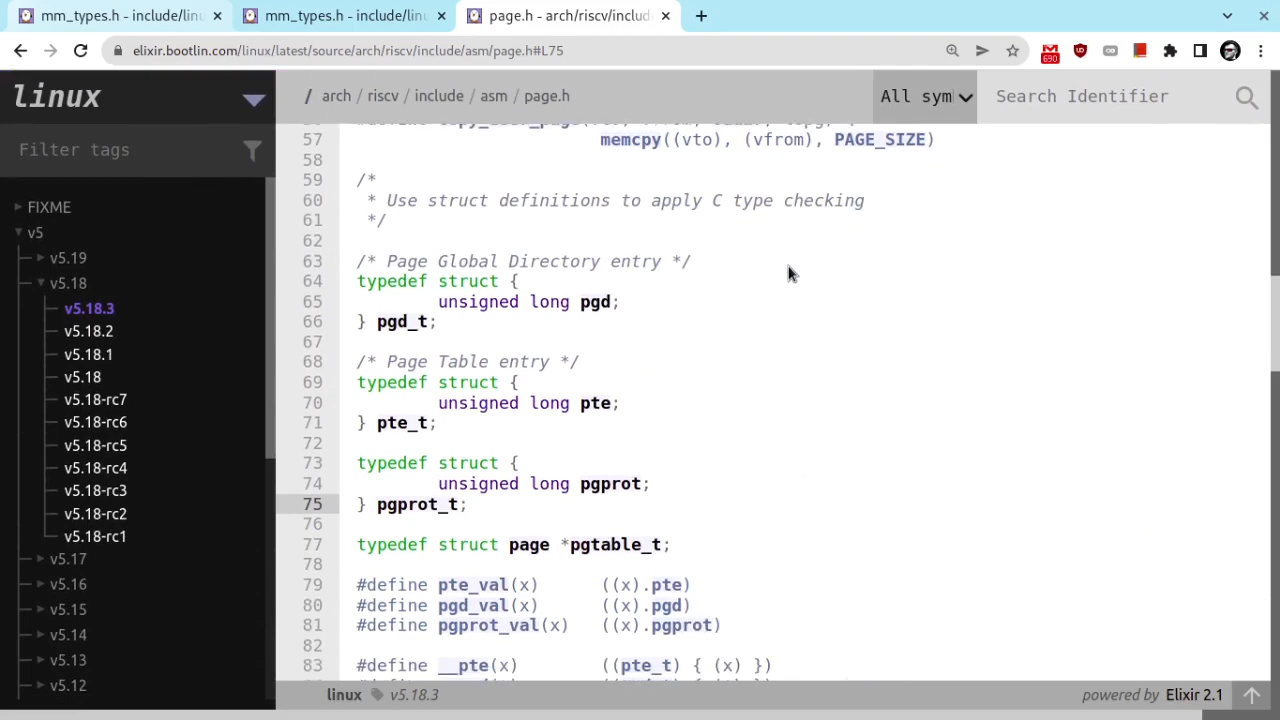 mm_types.h - include/linu
mm_types.h - include/linu
page.h - arch/riscv/includ
elixir.bootlin.com/linux/latest/source/arch/riscv/include/asm/page.h#L75
690
linux
/ arch / riscv / include / asm / page.h
All sym
Search Identifier
Filter tags
FIXME
v5
v5.19
v5.18
v5.18.3
v5.18.2
v5.18.1
v5.18
v5.18-rc7
v5.18-rc6
v5.18-rc5
v5.18-rc4
v5.18-rc3
v5.18-rc2
v5.18-rc1
v5.17
v5.16
v5.15
v5.14
v5.13
v5.12
57 memcpy((vto), (vfrom), PAGE_SIZE)
58
59 /*
60 * Use struct definitions to apply C type checking
61 */
62
63 /* Page Global Directory entry */
64 typedef struct {
65 unsigned long pgd;
66 } pgd_t;
67
68 /* Page Table entry */
69 typedef struct {
70 unsigned long pte;
71 } pte_t;
72
73 typedef struct {
74 unsigned long pgprot;
75 } pgprot_t;
76
77 typedef struct page *pgtable_t;
78
79 #define pte_val(x) ((x).pte)
80 #define pgd_val(x) ((x).pgd)
81 #define pgprot_val(x) ((x).pgprot)
82
83 #define __pte(x) ((pte_t) { (x) })
linux v5.18.3
powered by Elixir 2.1